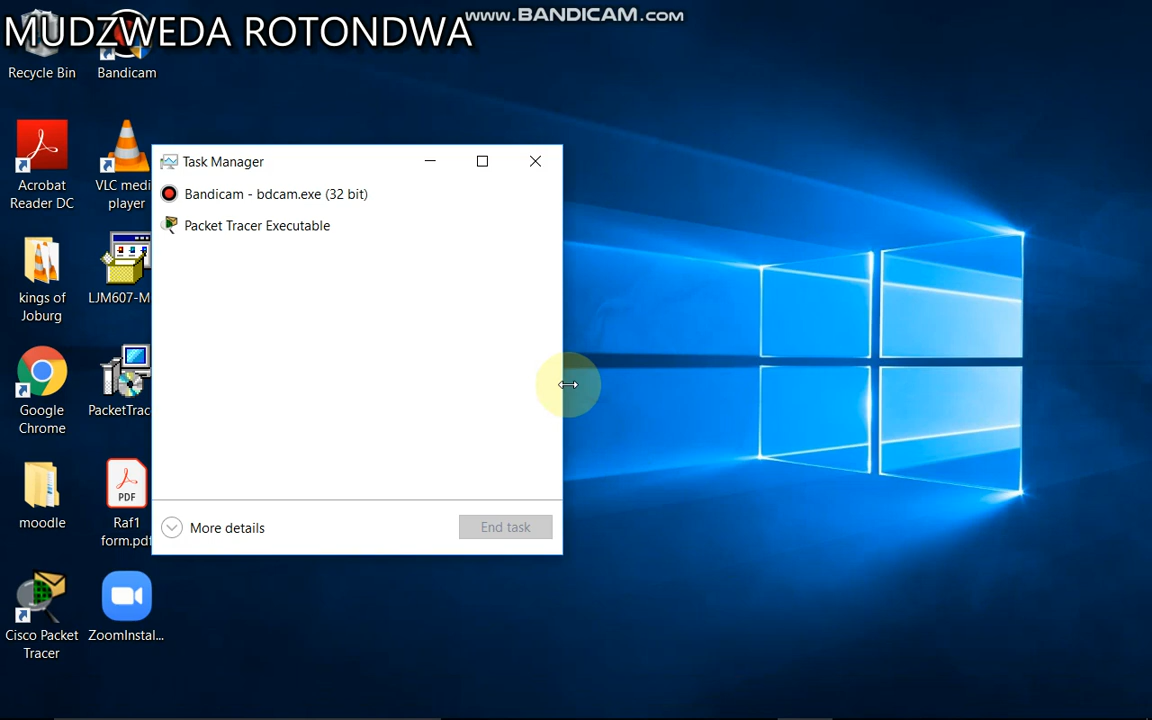 www.BANDICAM.com
MUDZWEDA ROTONDWA
Recycle Bin
Bandicam
Acrobat
Reader DC
VLC medi
player
kings of
Joburg
LJM607-M
Google
Chrome
PacketTrac
moodle
PDF
Raf1
form.pdf
Cisco Packet
Tracer
ZoomInstal...
Task Manager
Bandicam - bdcam.exe (32 bit)
Packet Tracer Executable
More details
End task